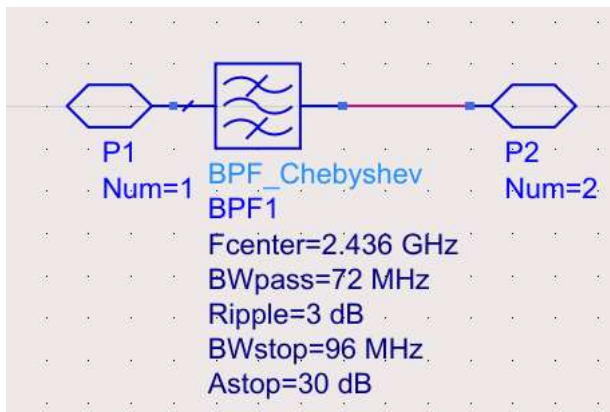 P1
Num=1
BPF_Chebyshev
BPF1
Fcenter=2.436 GHz
BWpass=72 MHz
Ripple=3 dB
BWstop=96 MHz
Astop=30 dB
P2
Num=2